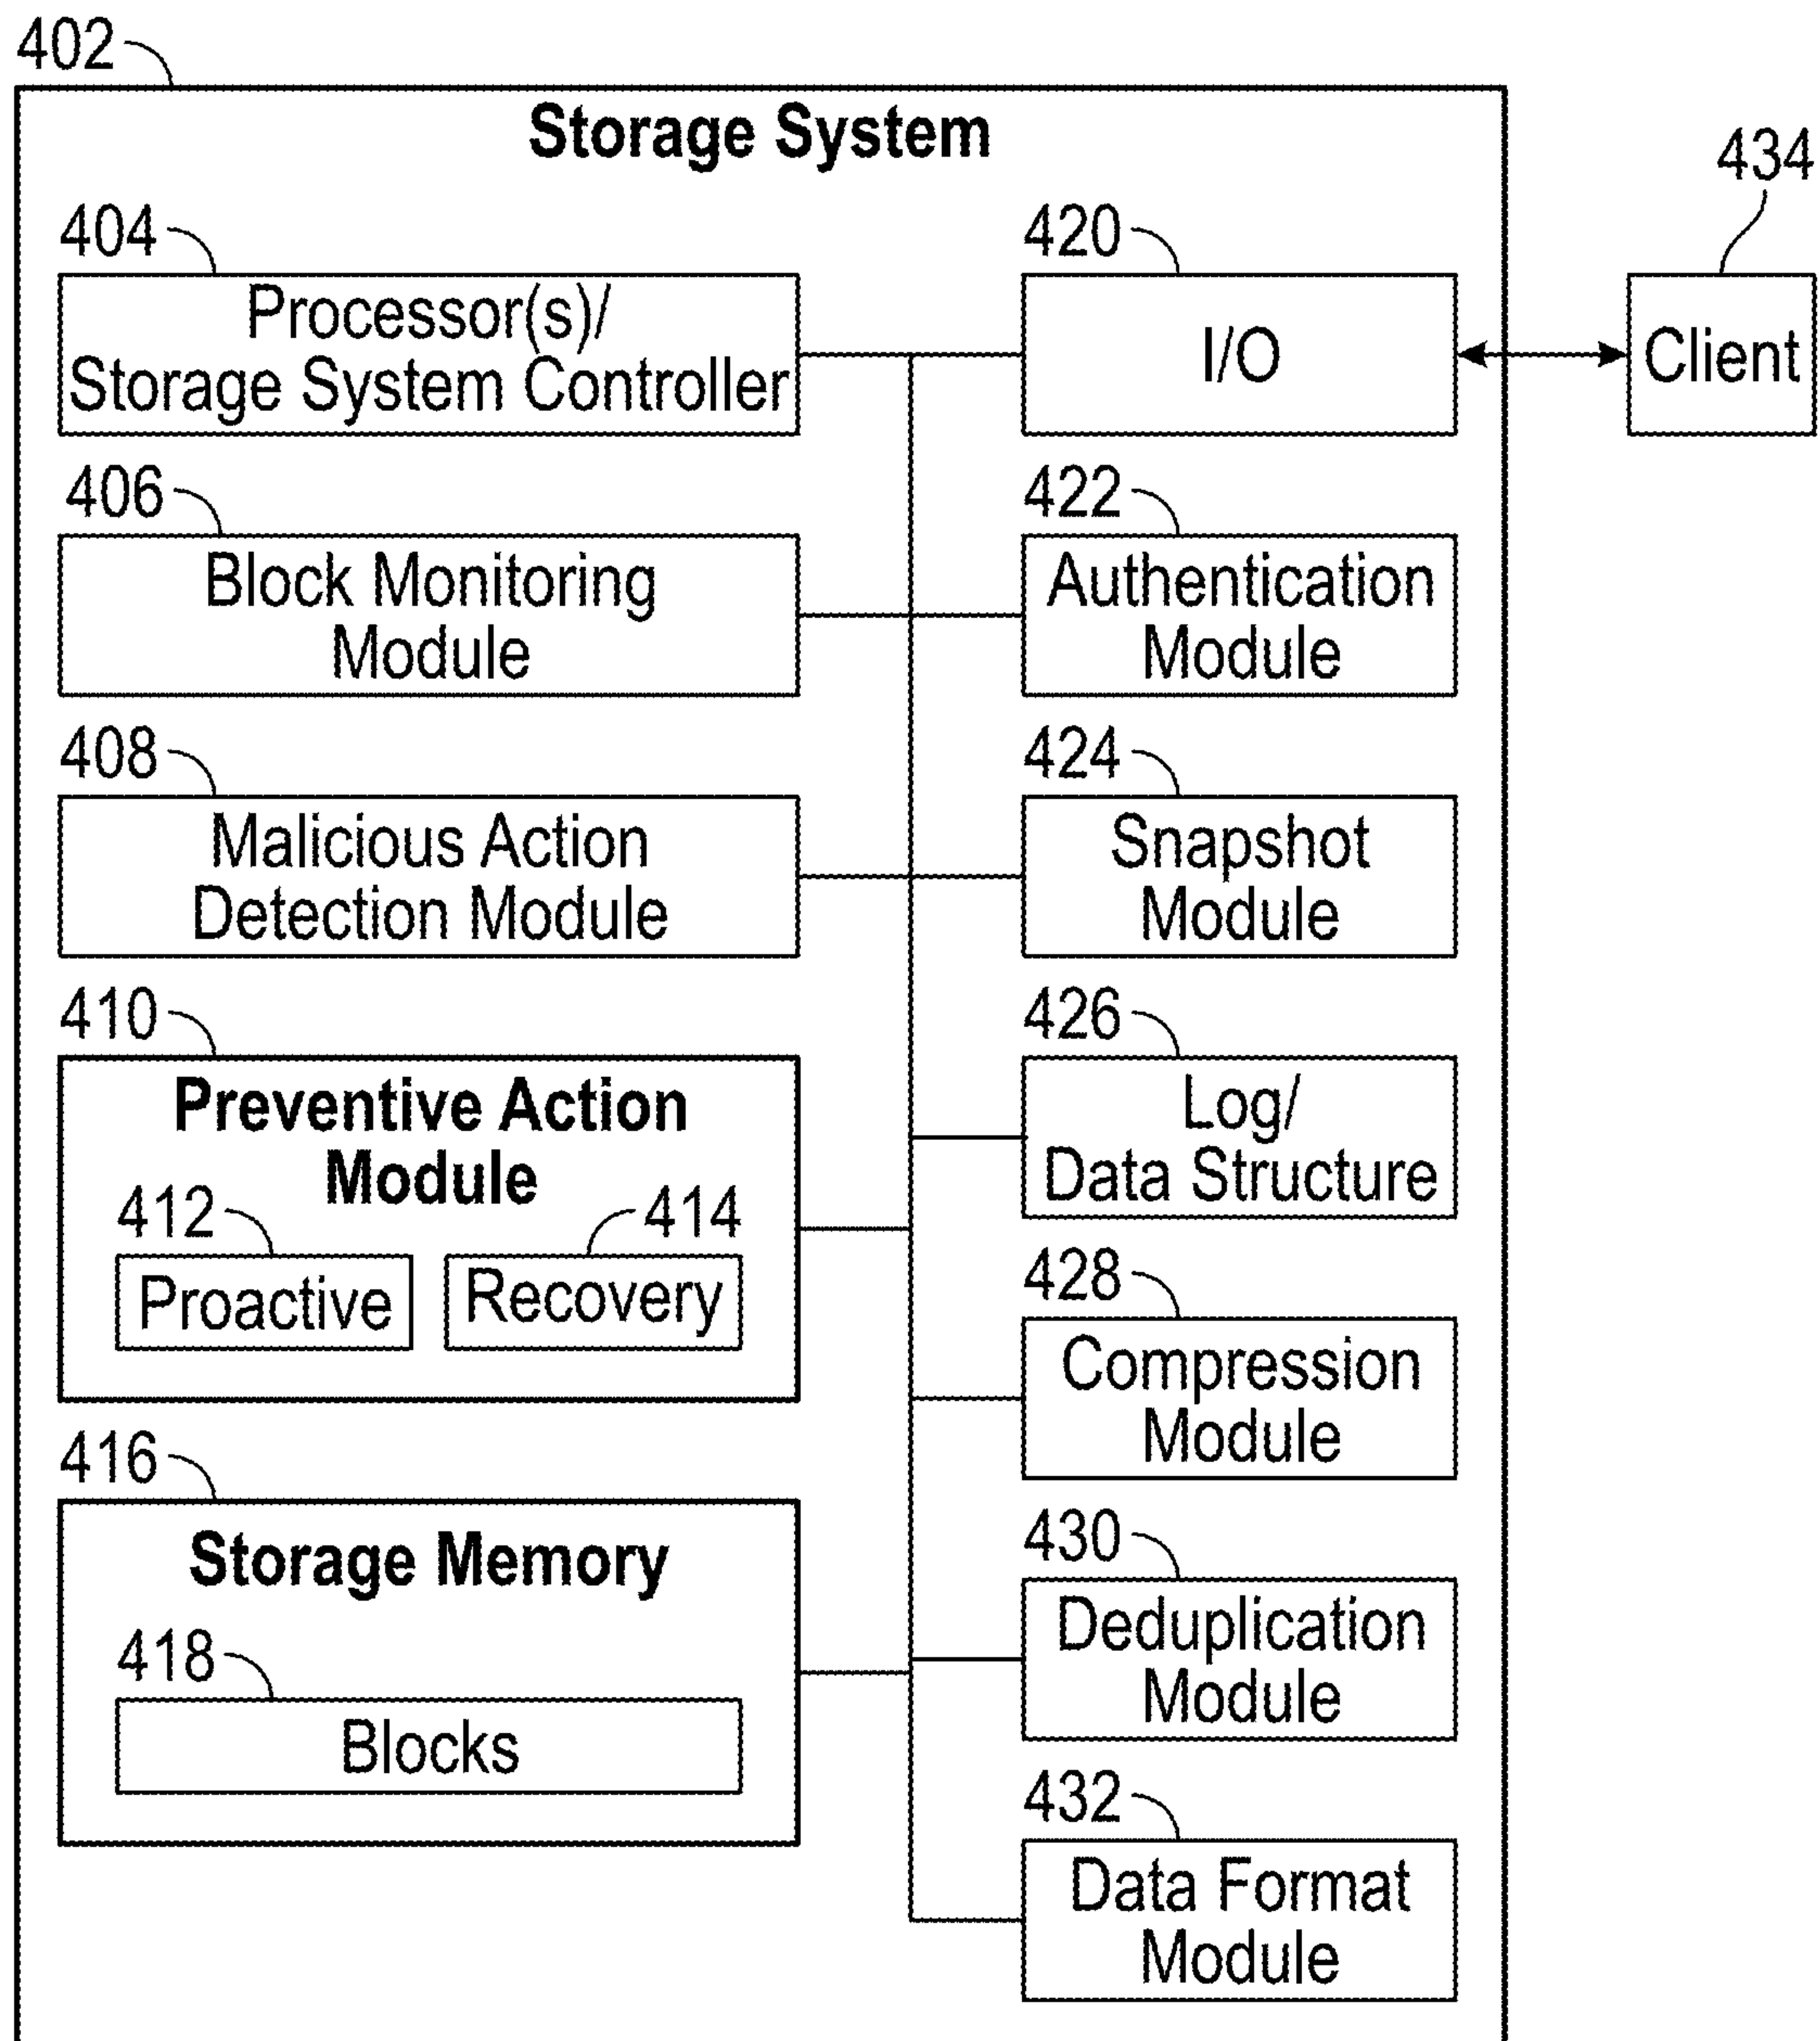 402
Storage System
434
404
Processor(s)/
Storage System Controller
420
I/O
Client
406
Block Monitoring
Module
422
Authentication
Module
408
Malicious Action
Detection Module
424
Snapshot
Module
410
Preventive Action
Module
412
Proactive
414
Recovery
426
Log/
Data Structure
428
Compression
Module
416
Storage Memory
418
Blocks
430
Deduplication
Module
432
Data Format
Module